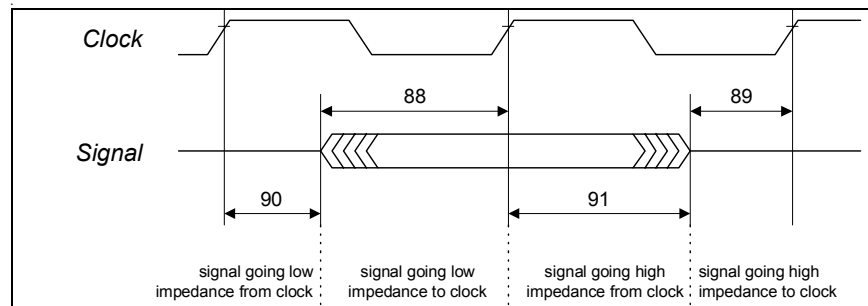 Clock
88
89
Signal
90
91
signal going low
impedance from clock
signal going low
impedance to clock
signal going high
impedance from clock
signal going high
impedance to clock